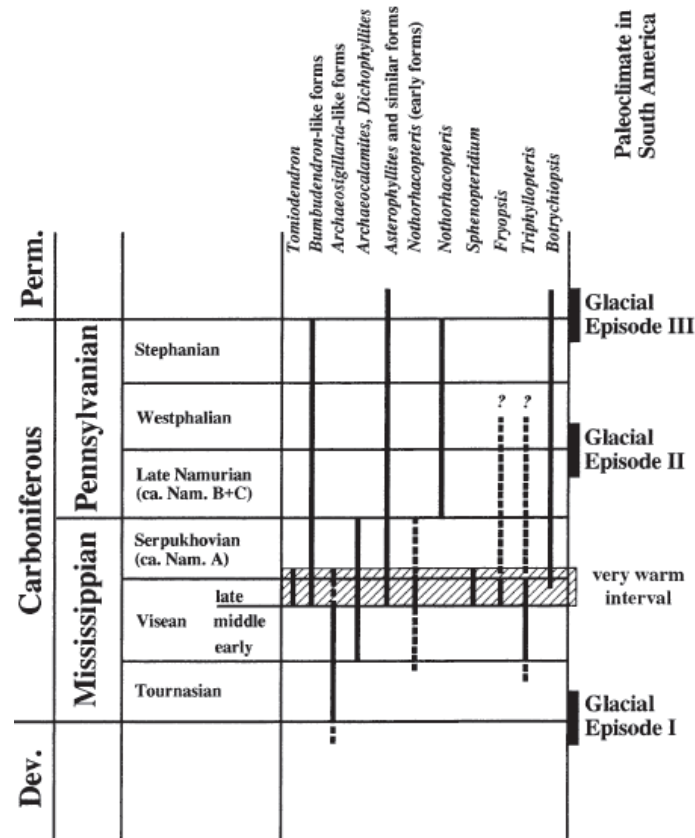 Tomiodendron
Bumbudendron-like forms
Archaeosigillaria-like forms
Archaeocalamites, Dichophyllites
Asterophyllites and similar forms
Nothorhacopteris (early forms)
Nothorhacopteris
Sphenopteridium
Fryopsis
Triphyllopteris
Botrychiopsis
Paleoclimate in
South America
Perm.
Carboniferous
Dev.
Pennsylvanian
Mississippian
Stephanian
Westphalian
Late Namurian
(ca. Nam. B+C)
Serpukhovian
(ca. Nam. A)
late
Visean middle
early
Tournasian
? ?
Glacial
Episode III
Glacial
Episode II
very warm
interval
Glacial
Episode I